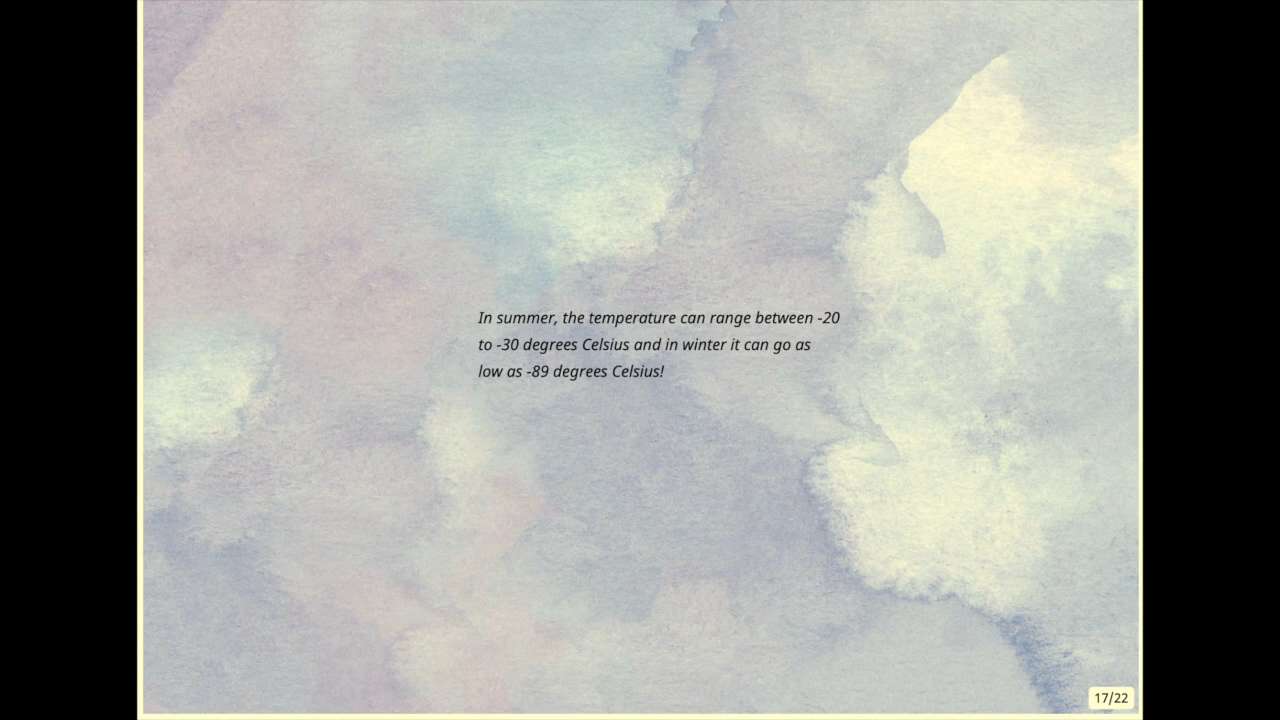 In summer, the temperature can range between -20
to -30 degrees Celsius and in winter it can go as
low as -89 degrees Celsius!
17/22